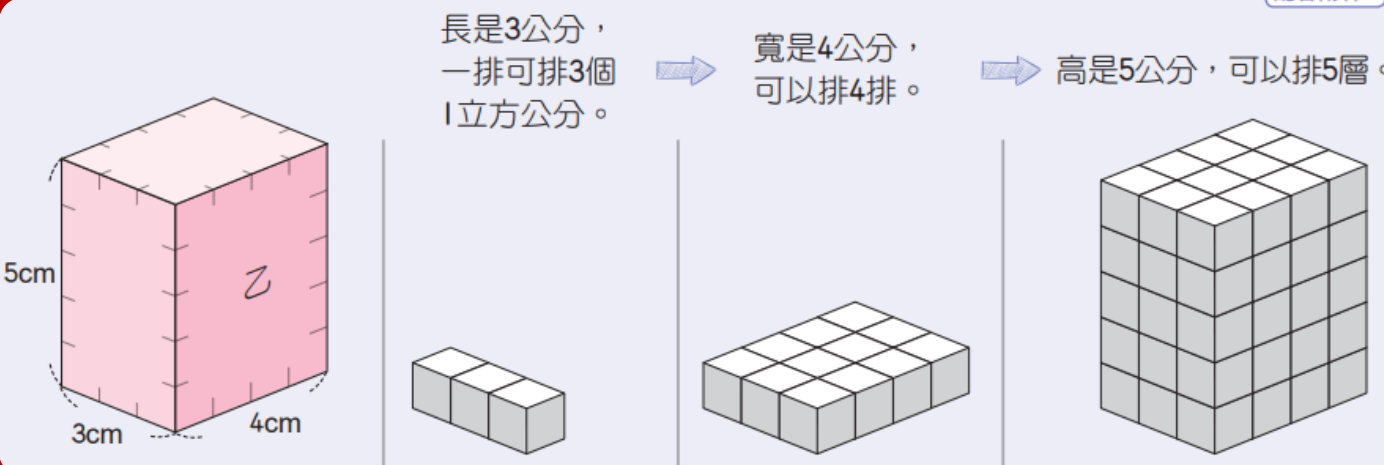 長是3公分，
一排可排3個
1立方公分。
寬是4公分，
可以排4排。
高是5公分，可以排5層。
5cm
乙
3cm
4cm